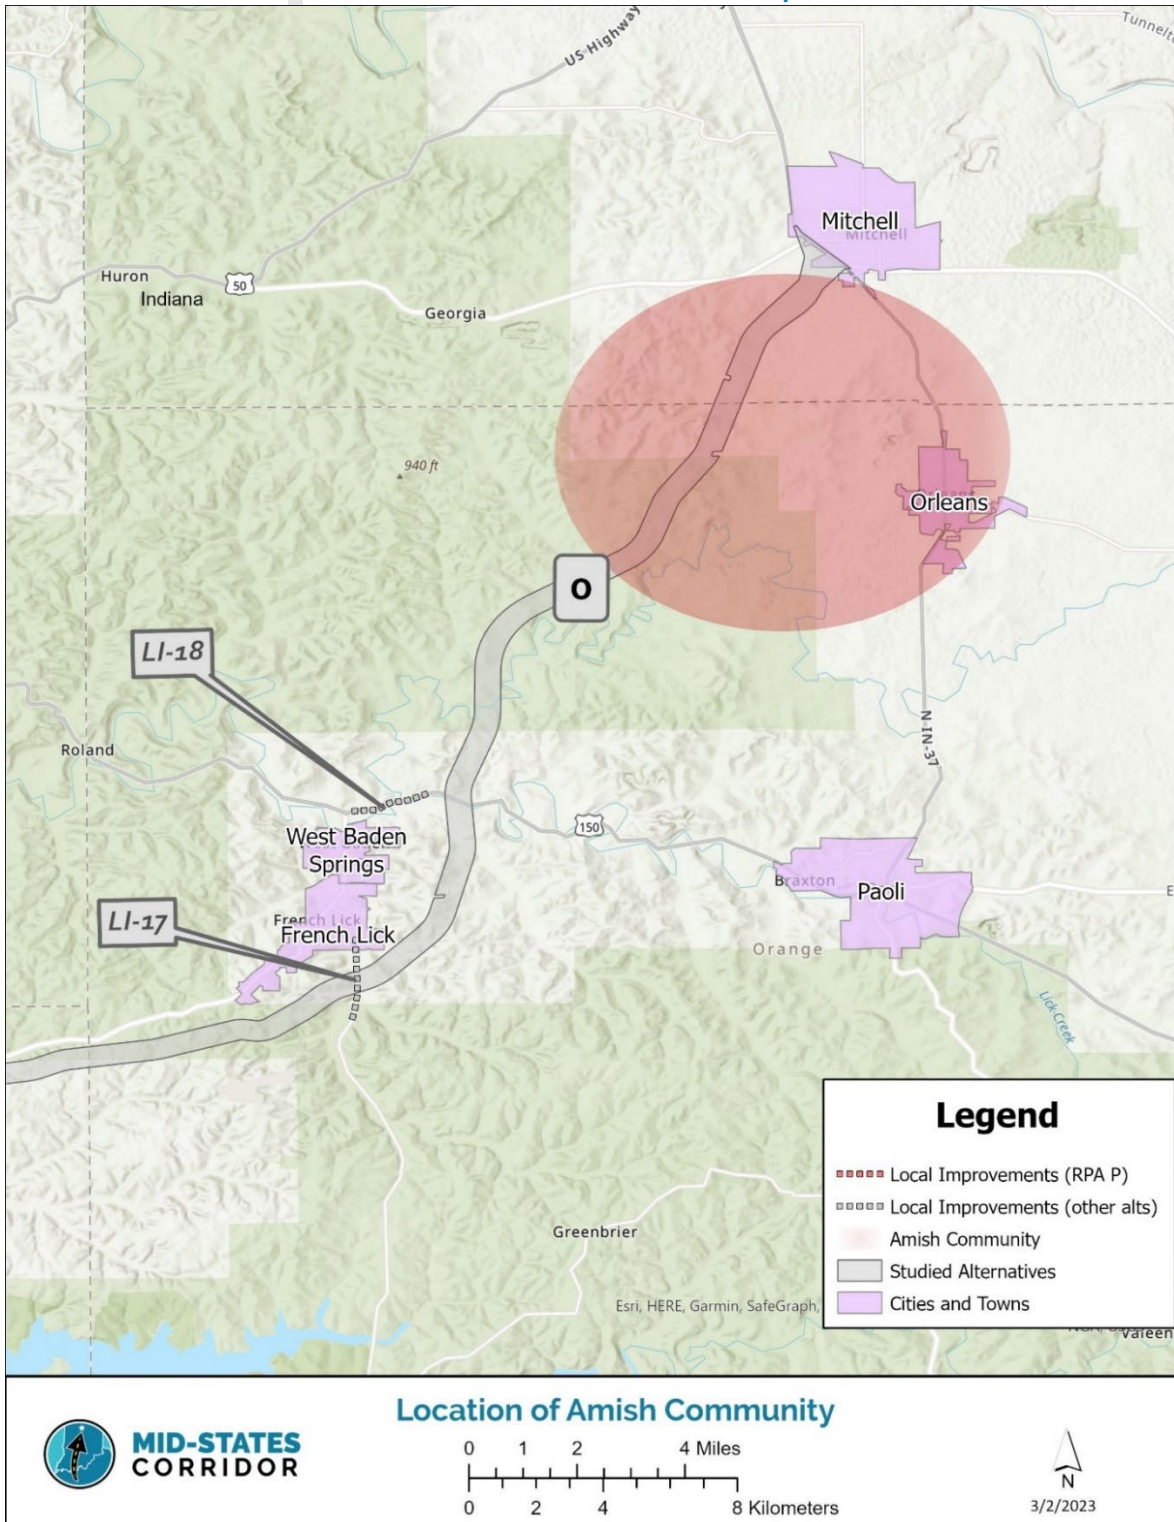 US Highway
Tunnelto
Mitchell
Mitchell
Huron
Indiana
50
Georgia
940 ft
Orleans
O
LI-18
N IN-37
Roland
West Baden
Springs
150
Braxton
Paoli
LI-17
French Lick
French Lick
Orange
Lick Creek
Legend
Local Improvements (RPA P)
Local Improvements (other alts)
Amish Community
Studied Alternatives
Cities and Towns
Greenbrier
Esri, HERE, Garmin, SafeGraph,
Valeen
Location of Amish Community
MID-STATES
CORRIDOR
0 1 2 4 Miles
0 2 4 8 Kilometers
N
3/2/2023